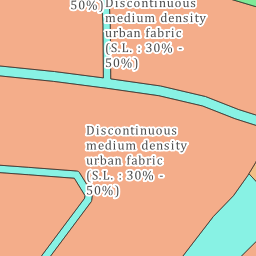 50%)
Discontinuous
medium density
urban fabric
(S.L. : 30% -
50%)
Discontinuous
medium density
urban fabric
(S.L. : 30% -
50%)